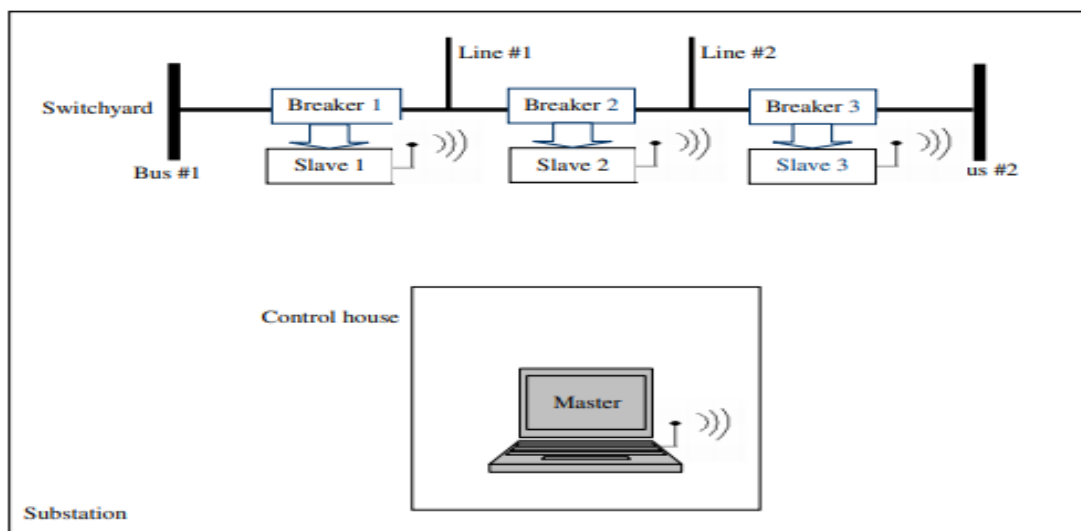 Line #1
Line #2
Switchyard
Breaker 1
Breaker 2
Breaker 3
Slave 1
Slave 2
Slave 3
Bus #1
us #2
Control house
Master
Substation